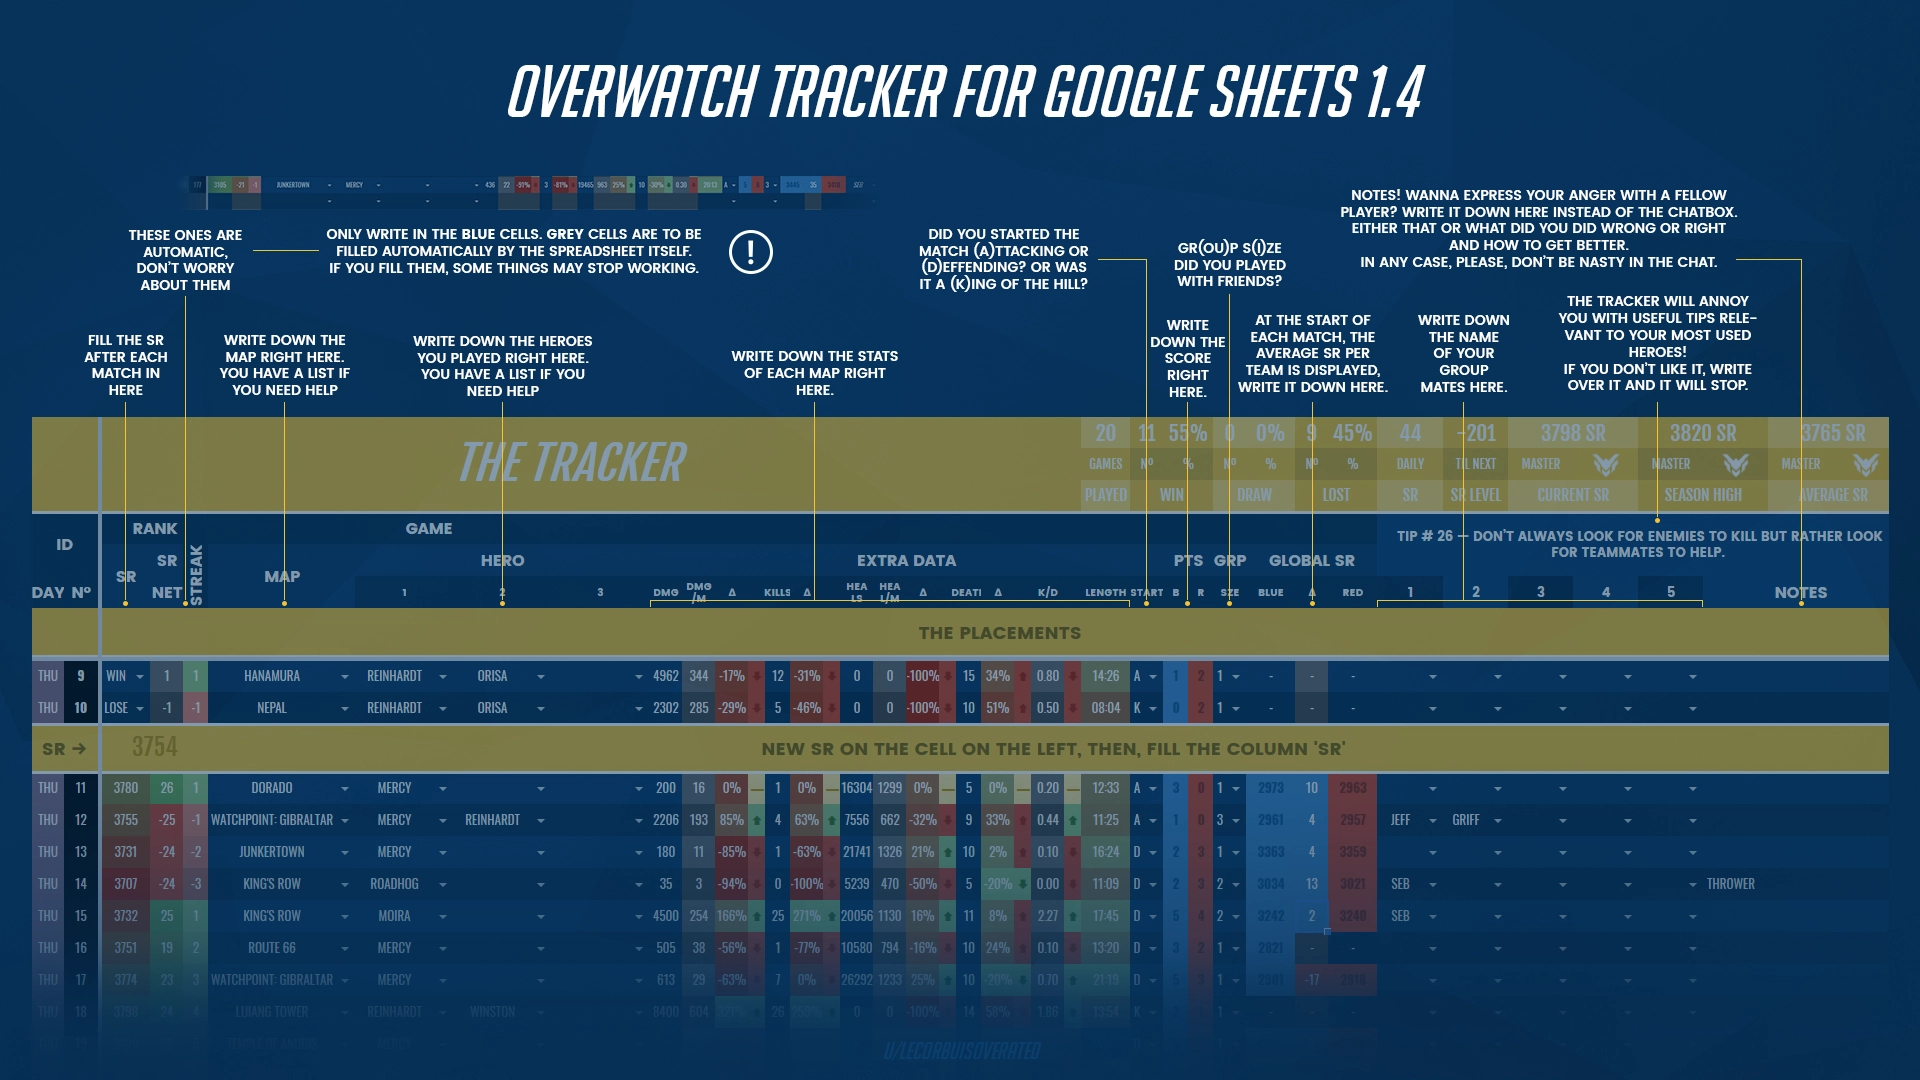 OVERWATCH TRACKER FOR GOOGLE SHEETS 1.4
177 3105 -21 -1 JUNKERTOWN MERCY 436 22 -91% 3 -81% 19465 963 25% 10 -30% 0.30 20:13 A 3 3446 35
THESE ONES ARE
AUTOMATIC,
DON'T WORRY
ABOUT THEM
ONLY WRITE IN THE BLUE CELLS. GREY CELLS ARE TO BE
FILLED AUTOMATICALLY BY THE SPREADSHEET ITSELF.
IF YOU FILL THEM, SOME THINGS MAY STOP WORKING.
!
DID YOU STARTED THE
MATCH (A)TTACKING OR
(D)EFFENDING? OR WAS
IT A (K)ING OF THE HILL?
GR(OU)P S(I)ZE
DID YOU PLAYED
WITH FRIENDS?
NOTES! WANNA EXPRESS YOUR ANGER WITH A FELLOW
PLAYER? WRITE IT DOWN HERE INSTEAD OF THE CHATBOX.
EITHER THAT OR WHAT DID YOU DID WRONG OR RIGHT
AND HOW TO GET BETTER.
IN ANY CASE, PLEASE, DON'T BE NASTY IN THE CHAT.
FILL THE SR
AFTER EACH
MATCH IN
HERE
WRITE DOWN THE
MAP RIGHT HERE.
YOU HAVE A LIST IF
YOU NEED HELP
WRITE DOWN THE HEROES
YOU PLAYED RIGHT HERE.
YOU HAVE A LIST IF YOU
NEED HELP
WRITE DOWN THE STATS
OF EACH MAP RIGHT
HERE.
WRITE
DOWN THE
SCORE
RIGHT
HERE.
AT THE START OF
EACH MATCH, THE
AVERAGE SR PER
TEAM IS DISPLAYED,
WRITE IT DOWN HERE.
WRITE DOWN
THE NAME
OF YOUR
GROUP
MATES HERE.
THE TRACKER WILL ANNOY
YOU WITH USEFUL TIPS RELE-
VANT TO YOUR MOST USED
HEROES!
IF YOU DON'T LIKE IT, WRITE
OVER IT AND IT WILL STOP.
THE TRACKER
20 11 55% 0 0% 9 45% 44 -201 3798 SR 3820 SR 3765 SR
GAMES Nº % Nº % Nº % DAILY TIL NEXT MASTER MASTER MASTER
PLAYED WIN DRAW LOST SR SR LEVEL CURRENT SR SEASON HIGH AVERAGE SR
ID RANK GAME
TIP # 26 — DON'T ALWAYS LOOK FOR ENEMIES TO KILL BUT RATHER LOOK
FOR TEAMMATES TO HELP.
SR HERO EXTRA DATA PTS GRP GLOBAL SR
SR STREAK MAP
DAY Nº NET 1 2 3 DMG DMG/M Δ KILLS Δ HEALS HEAL/M Δ DEATI Δ K/D LENGTH START B R SZE BLUE Δ RED 1 2 3 4 5 NOTES
THE PLACEMENTS
THU 9 WIN 1 1 HANAMURA REINHARDT ORISA 4962 344 -17% 12 -31% 0 0 -100% 15 34% 0.80 14:26 A 1 2 1 - - -
THU 10 LOSE -1 -1 NEPAL REINHARDT ORISA 2302 285 -29% 5 -46% 0 0 -100% 10 51% 0.50 08:04 K 0 2 1 - - -
SR → 3754 NEW SR ON THE CELL ON THE LEFT, THEN, FILL THE COLUMN 'SR'
THU 11 3780 26 1 DORADO MERCY 200 16 0% — 1 0% — 16304 1299 0% — 5 0% — 0.20 — 12:33 A 3 0 1 2973 10 2963
THU 12 3755 -25 -1 WATCHPOINT: GIBRALTAR MERCY REINHARDT 2206 193 85% 4 63% 7556 662 -32% 9 33% 0.44 11:25 A 1 0 3 2961 4 2957 JEFF GRIFF
THU 13 3731 -24 -2 JUNKERTOWN MERCY 180 11 -85% 1 -63% 21741 1326 21% 10 2% 0.10 16:24 D 2 3 1 3363 4 3359
THU 14 3707 -24 -3 KING'S ROW ROADHOG 35 3 -94% 0 -100% 5239 470 -50% 5 -20% 0.00 11:09 D 2 3 2 3034 13 3021 SEB THROWER
THU 15 3732 25 1 KING'S ROW MOIRA 4500 254 166% 25 271% 20056 1130 16% 11 8% 2.27 17:45 D 5 4 2 3242 2 3240 SEB
THU 16 3751 19 2 ROUTE 66 MERCY 505 38 -56% 1 -77% 10580 794 -16% 10 24% 0.10 13:20 D 3 2 1 2821 - -
THU 17 3774 23 3 WATCHPOINT: GIBRALTAR MERCY 613 29 -63% 7 0% 26292 1233 25% 10 -20% 0.70 21:19 D 5 3 1 2901 -17 2918
THU 18 3798 24 4 LIJIANG TOWER REINHARDT WINSTON 8400 604 26 0 0 -100% 14 58% 1.86 13:54 K
U/LECORBUISOVERATED